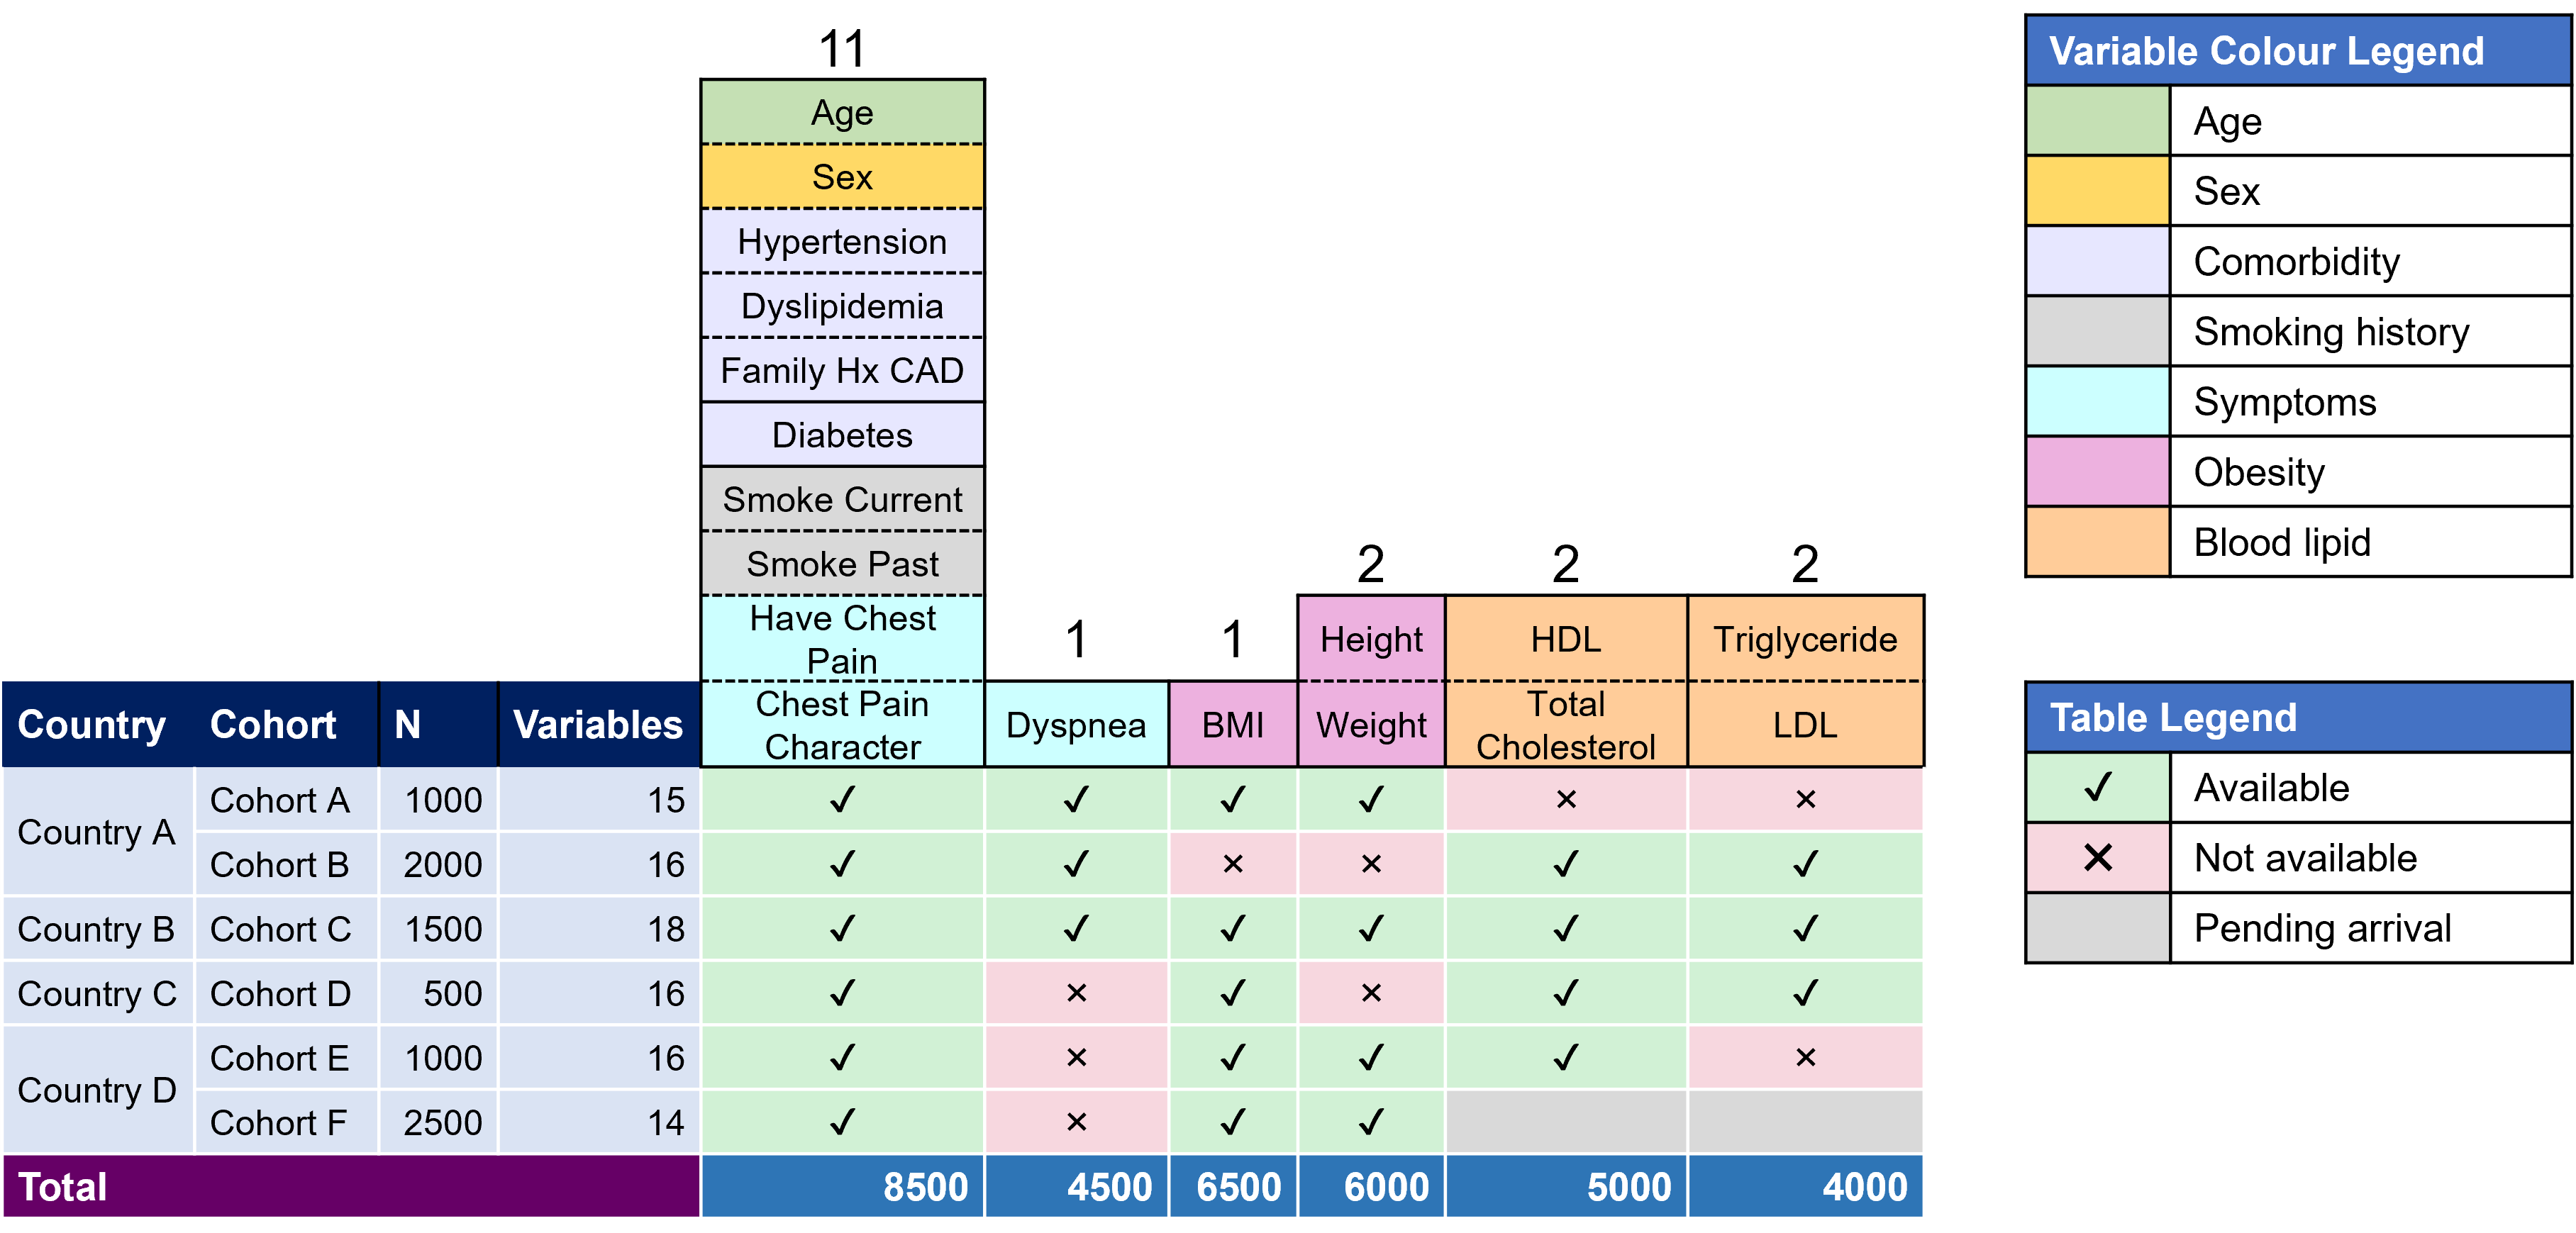 11
Age
Sex
Hypertension
Dyslipidemia
Family Hx CAD
Diabetes
Smoke Current
Smoke Past
Have Chest
Pain
Chest Pain
Character
1
Dyspnea
1
BMI
2
Height
Weight
2
HDL
Total
Cholesterol
2
Triglyceride
LDL
Country Cohort N Variables
Country A
Cohort A 1000 15 ✓ ✓ ✓ ✓ × ×
Cohort B 2000 16 ✓ ✓ × × ✓ ✓
Country B Cohort C 1500 18 ✓ ✓ ✓ ✓ ✓ ✓
Country C Cohort D 500 16 ✓ × ✓ × ✓ ✓
Country D
Cohort E 1000 16 ✓ × ✓ ✓ ✓ ×
Cohort F 2500 14 ✓ × ✓ ✓
Total 8500 4500 6500 6000 5000 4000
Variable Colour Legend
Age
Sex
Comorbidity
Smoking history
Symptoms
Obesity
Blood lipid
Table Legend
✓ Available
× Not available
Pending arrival